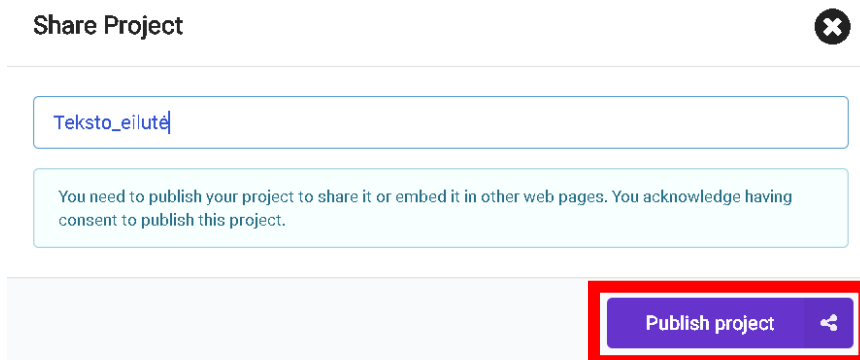 Share Project
Teksto_eilutė
You need to publish your project to share it or embed it in other web pages. You acknowledge having
consent to publish this project.
Publish project